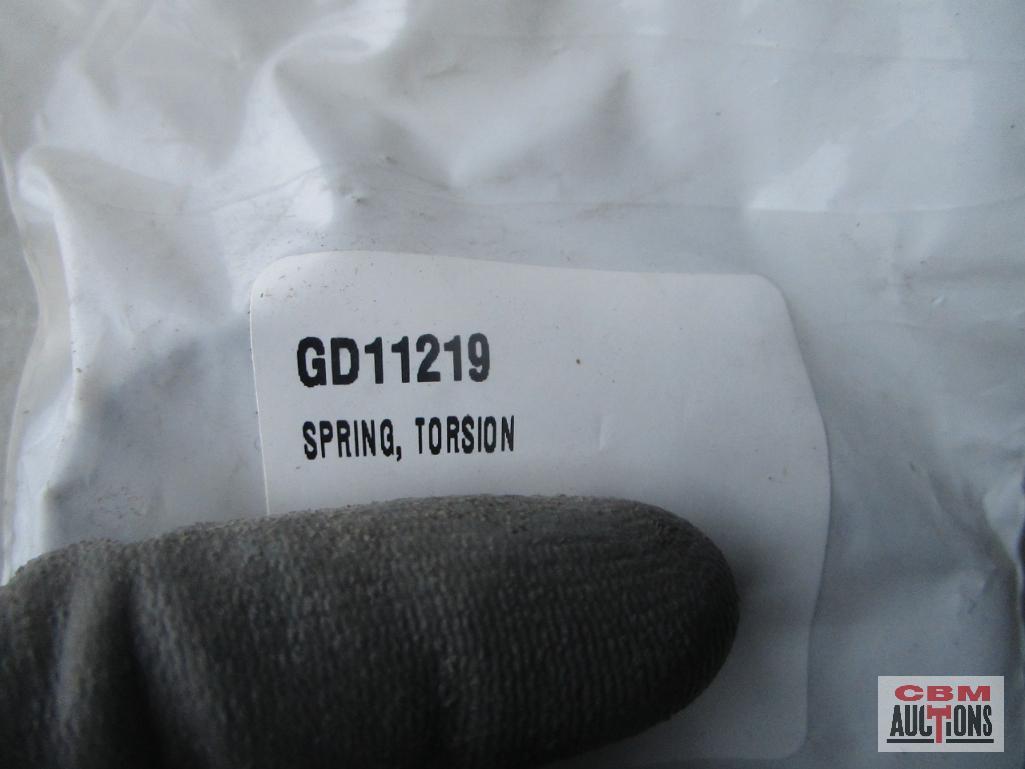 GD11219
SPRING, TORSION
CBM
AUCTIONS